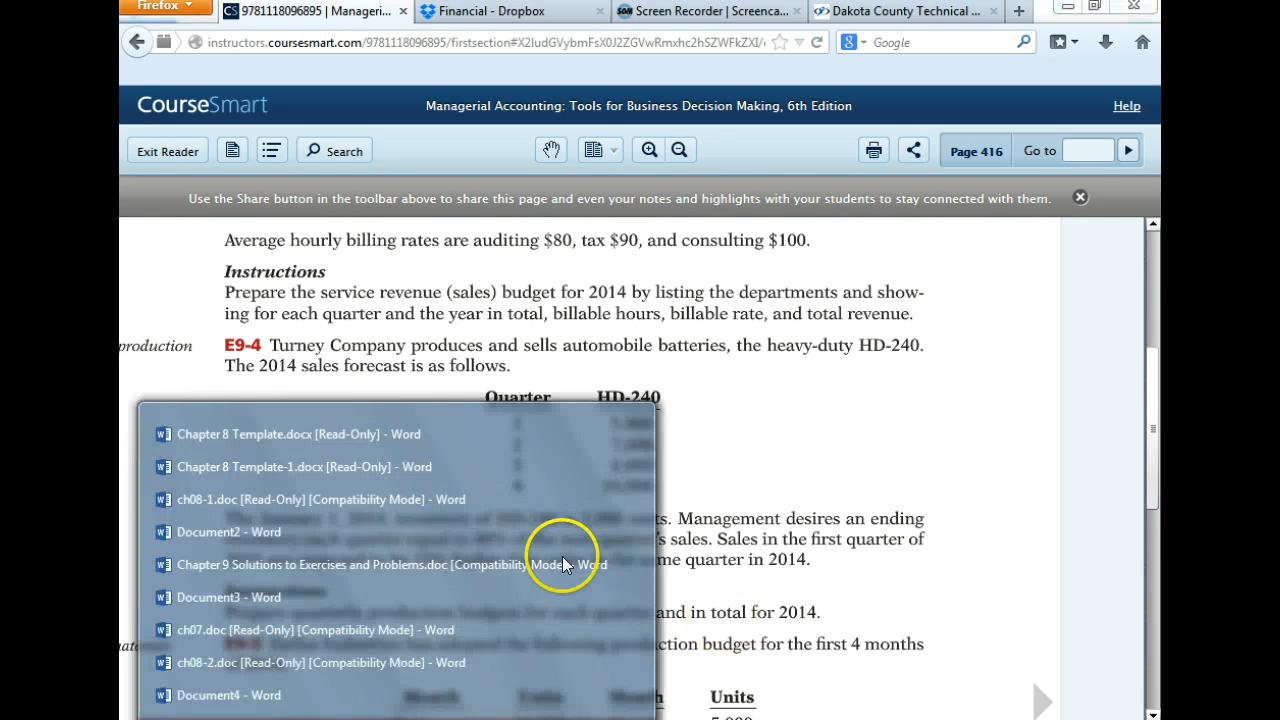 Firefox
CS 9781118096895 | Manageri... ×
Financial - Dropbox ×
SOM Screen Recorder | Screenca... ×
Dakota County Technical ... ×
instructors.coursesmart.com/9781118096895/firstsection#X2ludGVybmFsX0J2ZGVwRmxhc2hSZWFkZXI/
Google
CourseSmart
Managerial Accounting: Tools for Business Decision Making, 6th Edition
Help
Exit Reader
Search
Page 416
Go to
Use the Share button in the toolbar above to share this page and even your notes and highlights with your students to stay connected with them.
Average hourly billing rates are auditing $80, tax $90, and consulting $100.
Instructions
Prepare the service revenue (sales) budget for 2014 by listing the departments and show-
ing for each quarter and the year in total, billable hours, billable rate, and total revenue.
production
E9-4 Turney Company produces and sells automobile batteries, the heavy-duty HD-240.
The 2014 sales forecast is as follows.
Quarter HD-240
Chapter 8 Template.docx [Read-Only] - Word
Chapter 8 Template-1.docx [Read-Only] - Word
ch08-1.doc [Read-Only] [Compatibility Mode] - Word
Document2 - Word
Chapter 9 Solutions to Exercises and Problems.doc [Compatibility Mode] - Word
Document3 - Word
ch07.doc [Read-Only] [Compatibility Mode] - Word
ch08-2.doc [Read-Only] [Compatibility Mode] - Word
Document4 - Word
units. Management desires an ending
sales. Sales in the first quarter of
same quarter in 2014.
and in total for 2014.
production budget for the first 4 months
Month Units Month Units
5,000